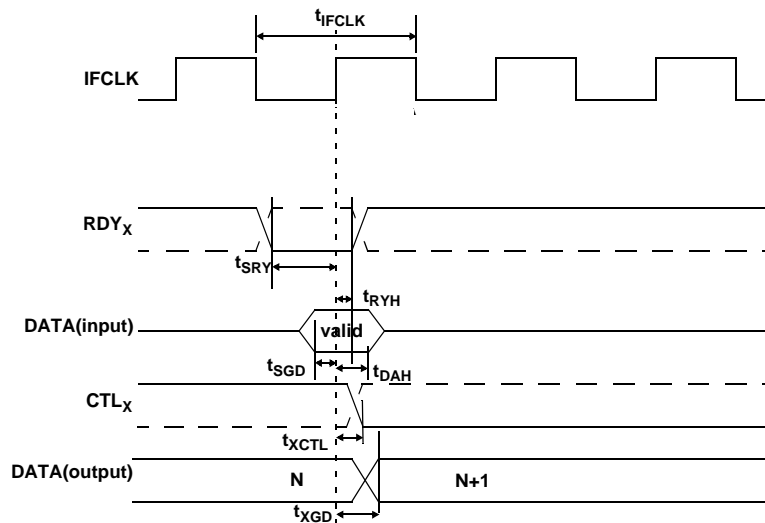 tIFCLK
IFCLK
RDYX
tSRY
tRYH
DATA(input)
valid
tSGD
tDAH
CTLX
tXCTL
DATA(output)
N
N+1
tXGD